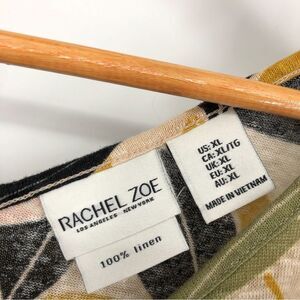 RACHEL ZOE
LOS ANGELES - NEW YORK
100% linen
US: XL
CA: XL/TG
UK: XL
EU: XL
AU: XL
MADE IN VIETNAM